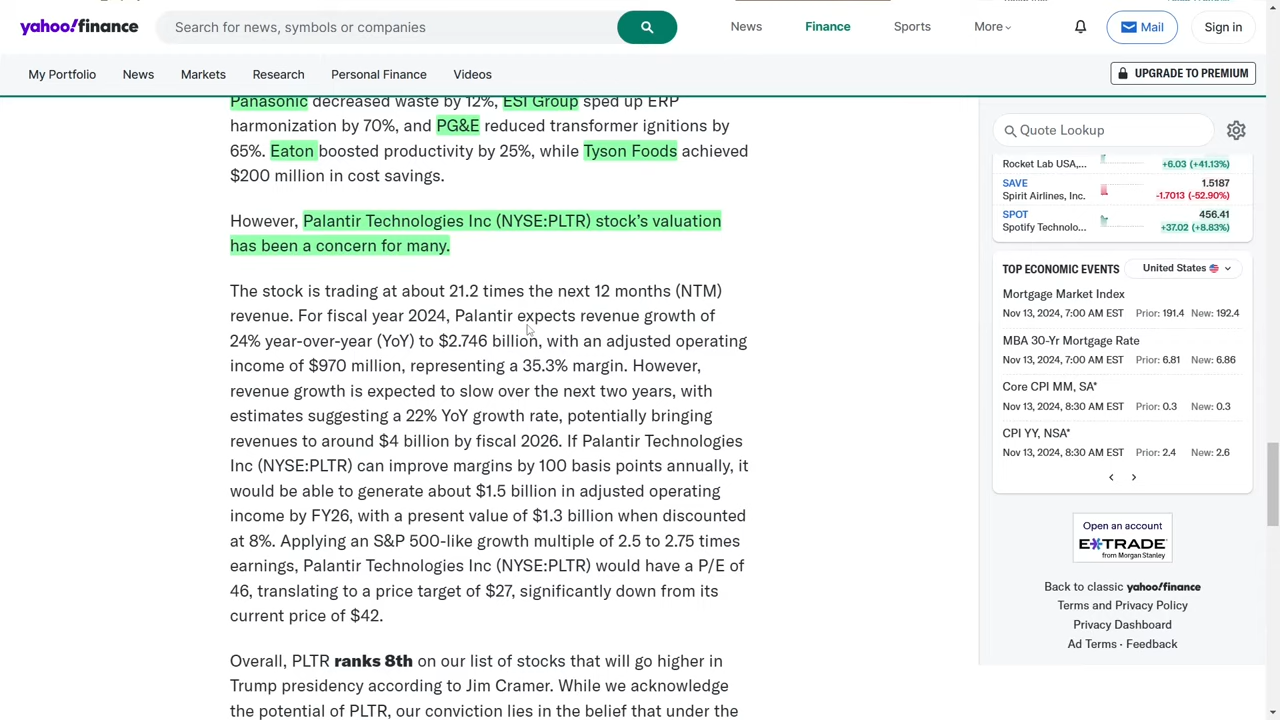 yahoo!finance
Search for news, symbols or companies
News
Finance
Sports
More
Mail
Sign in
My Portfolio
News
Markets
Research
Personal Finance
Videos
UPGRADE TO PREMIUM
Panasonic decreased waste by 12%, ESI Group sped up ERP
harmonization by 70%, and PG&E reduced transformer ignitions by
65%. Eaton boosted productivity by 25%, while Tyson Foods achieved
$200 million in cost savings.
However, Palantir Technologies Inc (NYSE:PLTR) stock's valuation
has been a concern for many.
The stock is trading at about 21.2 times the next 12 months (NTM)
revenue. For fiscal year 2024, Palantir expects revenue growth of
24% year-over-year (YoY) to $2.746 billion, with an adjusted operating
income of $970 million, representing a 35.3% margin. However,
revenue growth is expected to slow over the next two years, with
estimates suggesting a 22% YoY growth rate, potentially bringing
revenues to around $4 billion by fiscal 2026. If Palantir Technologies
Inc (NYSE:PLTR) can improve margins by 100 basis points annually, it
would be able to generate about $1.5 billion in adjusted operating
income by FY26, with a present value of $1.3 billion when discounted
at 8%. Applying an S&P 500-like growth multiple of 2.5 to 2.75 times
earnings, Palantir Technologies Inc (NYSE:PLTR) would have a P/E of
46, translating to a price target of $27, significantly down from its
current price of $42.
Overall, PLTR ranks 8th on our list of stocks that will go higher in
Trump presidency according to Jim Cramer. While we acknowledge
the potential of PLTR, our conviction lies in the belief that under the
Quote Lookup
Rocket Lab USA,... +6.03 (+41.13%)
SAVE 1.5187
Spirit Airlines, Inc. -1.7013 (-52.90%)
SPOT 456.41
Spotify Technolo... +37.02 (+8.83%)
TOP ECONOMIC EVENTS United States
Mortgage Market Index
Nov 13, 2024, 7:00 AM EST Prior: 191.4 New: 192.4
MBA 30-Yr Mortgage Rate
Nov 13, 2024, 7:00 AM EST Prior: 6.81 New: 6.86
Core CPI MM, SA*
Nov 13, 2024, 8:30 AM EST Prior: 0.3 New: 0.3
CPI YY, NSA*
Nov 13, 2024, 8:30 AM EST Prior: 2.4 New: 2.6
Open an account
E*TRADE
from Morgan Stanley
Back to classic yahoo!finance
Terms and Privacy Policy
Privacy Dashboard
Ad Terms · Feedback